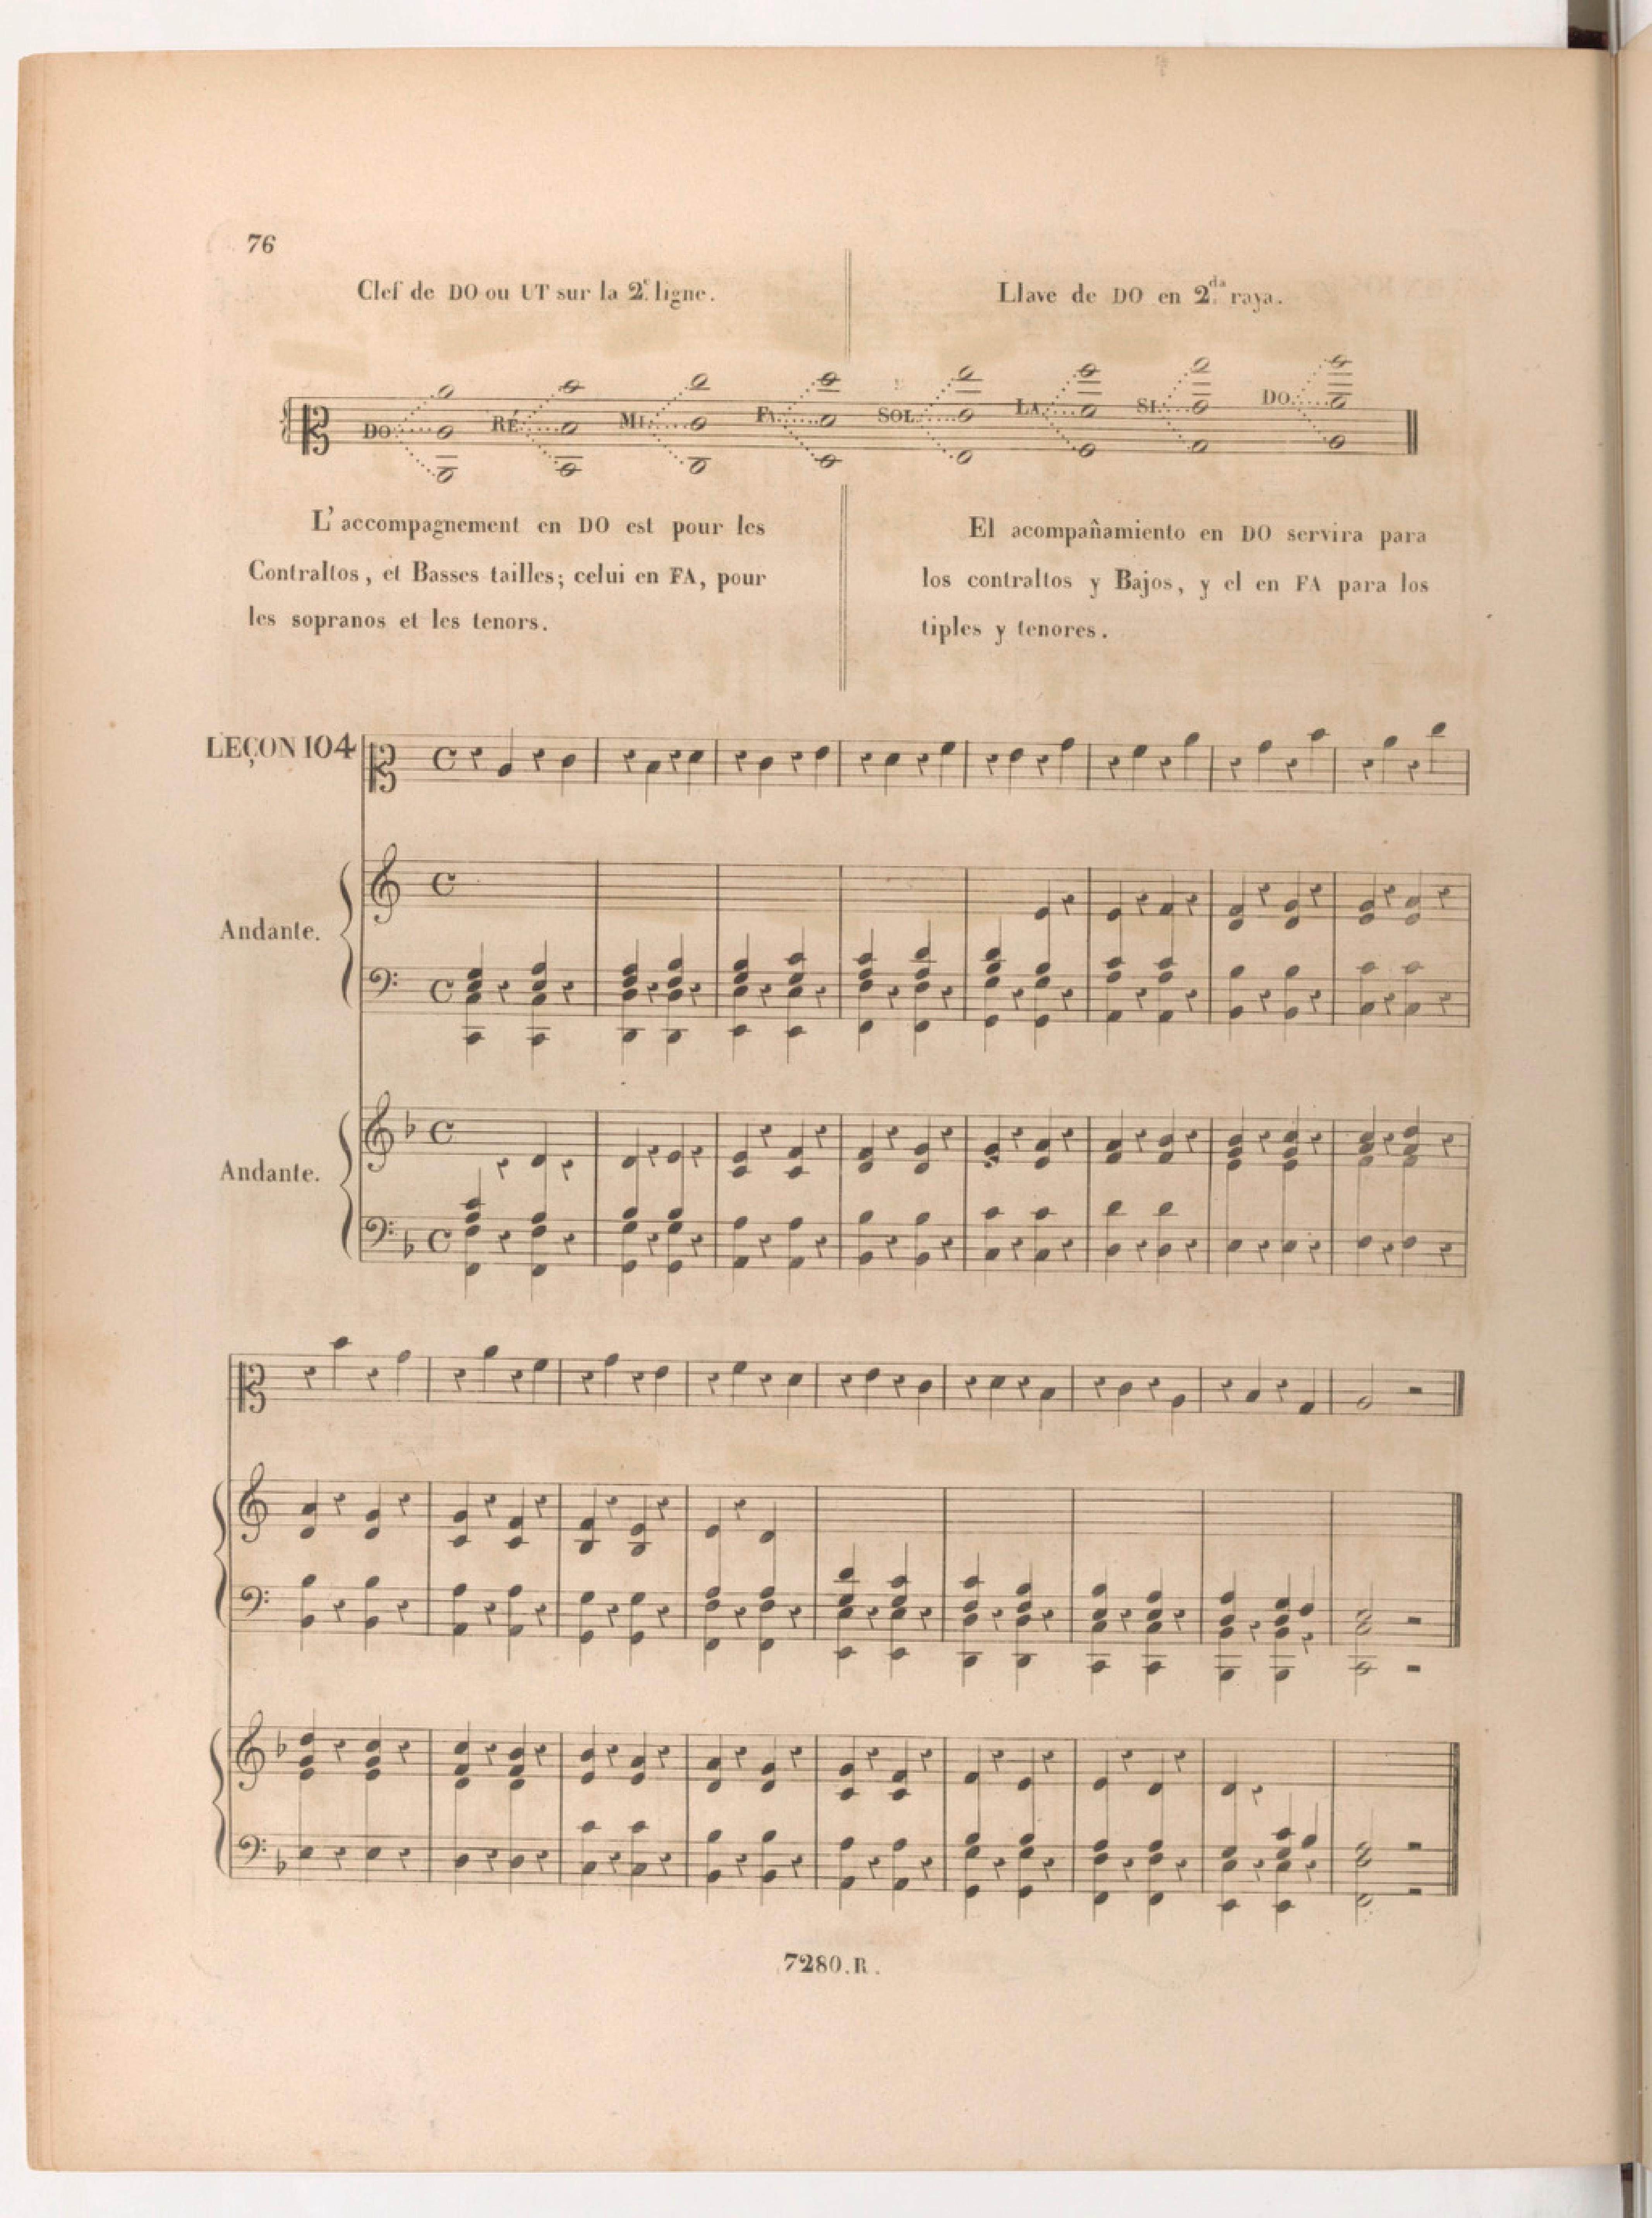 76
Clef de DO ou UT sur la 2.e ligne.
Llave de DO en 2.da raya.
DO RÉ MI FA SOL LA SI DO
L'accompagnement en DO est pour les
Contraltos, et Basses tailles; celui en FA, pour
les sopranos et les tenors.
El acompañamiento en DO servira para
los contraltos y Bajos, y el en FA para los
tiples y tenores.
LEÇON 104
Andante.
Andante.
7280.R.